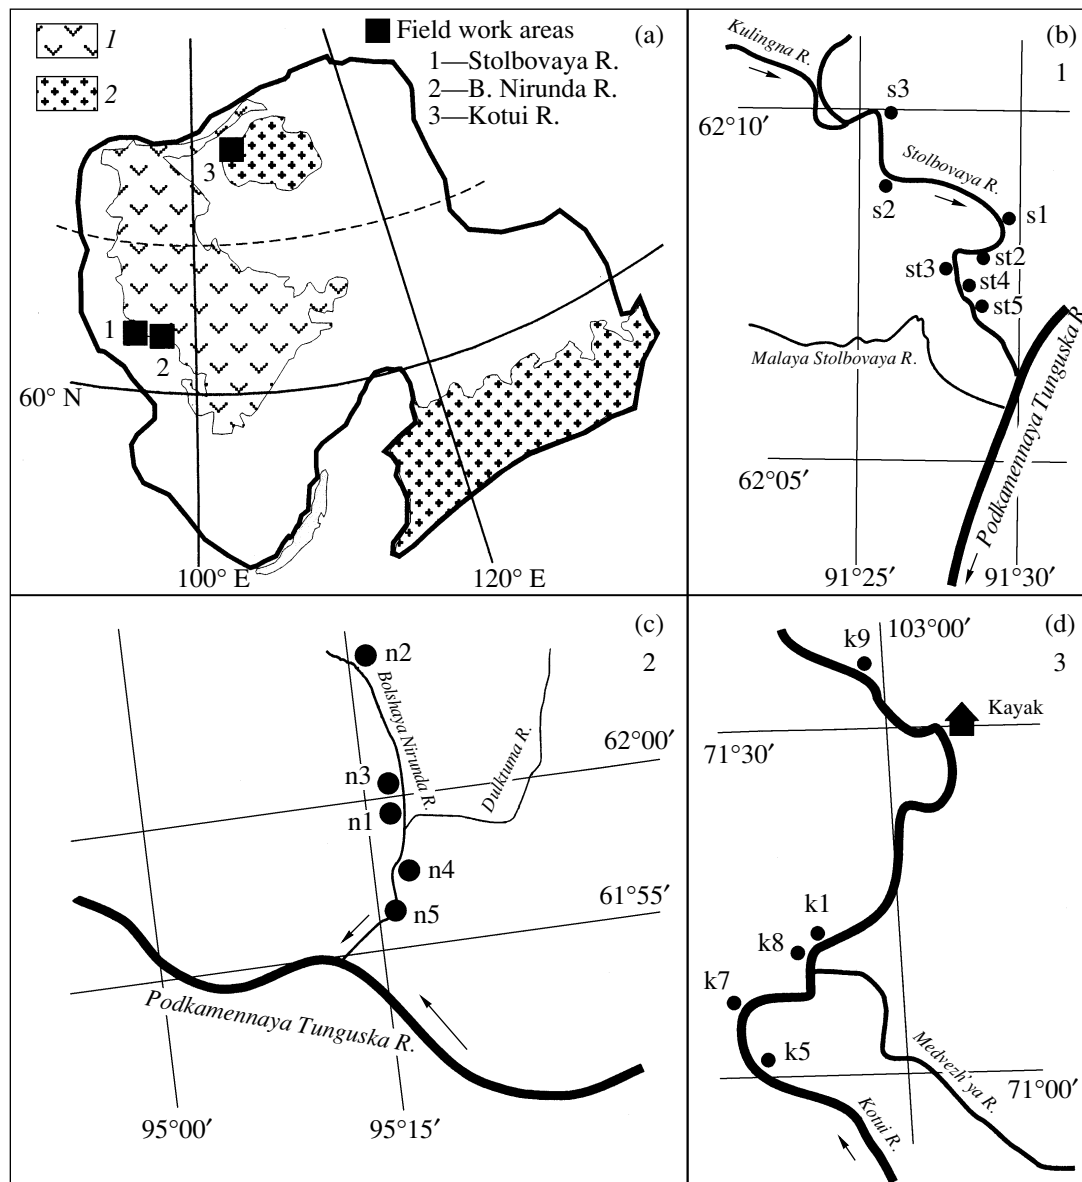 1
2
Field work areas
1—Stolbovaya R.
2—B. Nirunda R.
3—Kotui R.
(a)
3
1
2
60° N
100° E
120° E
(b)
1
Kulingna R.
s3
62°10′
Stolbovaya R.
s2
s1
st2
st3
st4
st5
Malaya Stolbovaya R.
Podkamennaya Tunguska R.
62°05′
91°25′
91°30′
(c)
2
n2
Bolshaya Nirunda R.
62°00′
n3
Dulktuma R.
n1
n4
61°55′
n5
Podkamennaya Tunguska R.
95°00′
95°15′
103°00′
(d)
3
k9
Kayak
71°30′
k1
k8
k7
k5
Medvezh'ya R.
71°00′
Kotui R.